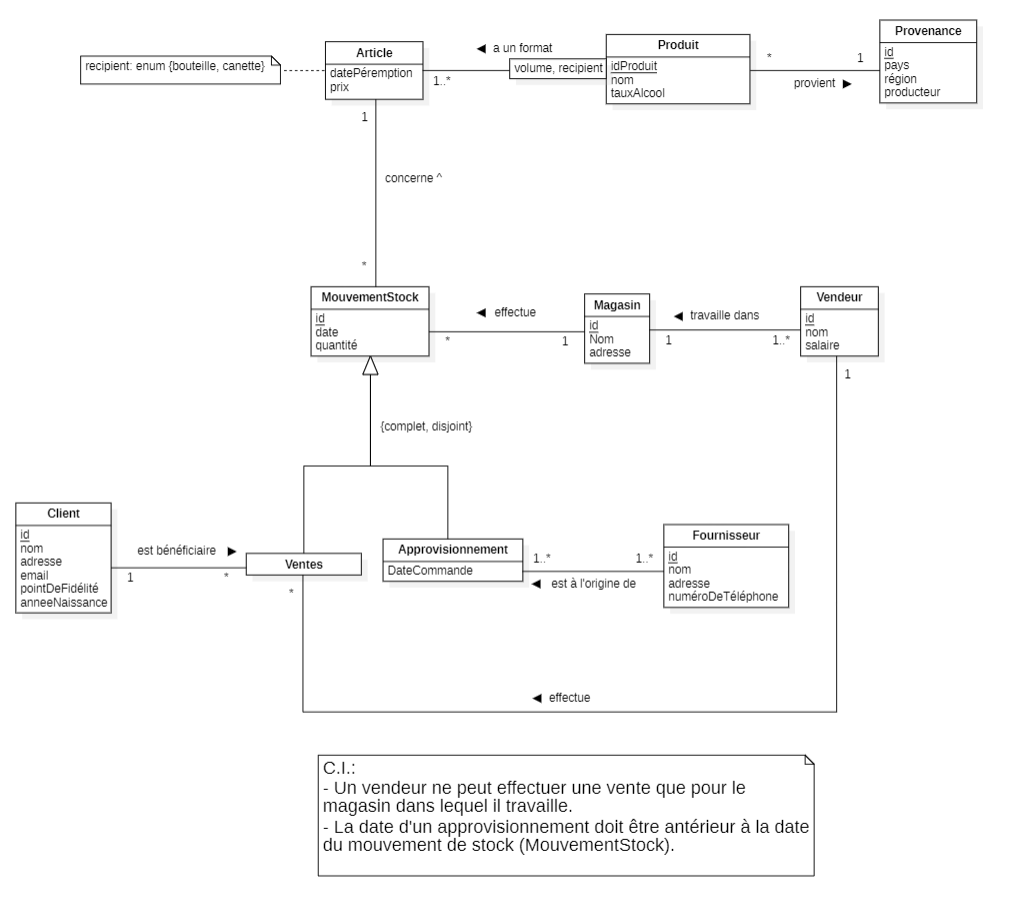 Provenance
id
pays
région
producteur
Produit
idProduit
nom
tauxAlcool
Article
datePéremption
prix
recipient: enum {bouteille, canette}
◄ a un format
volume, recipient
1..*
*
1
provient ►
1
concerne ^
*
MouvementStock
id
date
quantité
◄ effectue
*
1
Magasin
id
Nom
adresse
◄ travaille dans
1
1..*
Vendeur
id
nom
salaire
1
{complet, disjoint}
Client
id
nom
adresse
email
pointDeFidélité
anneeNaissance
est bénéficiaire ►
1
*
Ventes
*
Approvisionnement
DateCommande
1..*
1..*
◄ est à l'origine de
Fournisseur
id
nom
adresse
numéroDeTéléphone
◄ effectue
C.I.:
- Un vendeur ne peut effectuer une vente que pour le
magasin dans lequel il travaille.
- La date d'un approvisionnement doit être antérieur à la date
du mouvement de stock (MouvementStock).